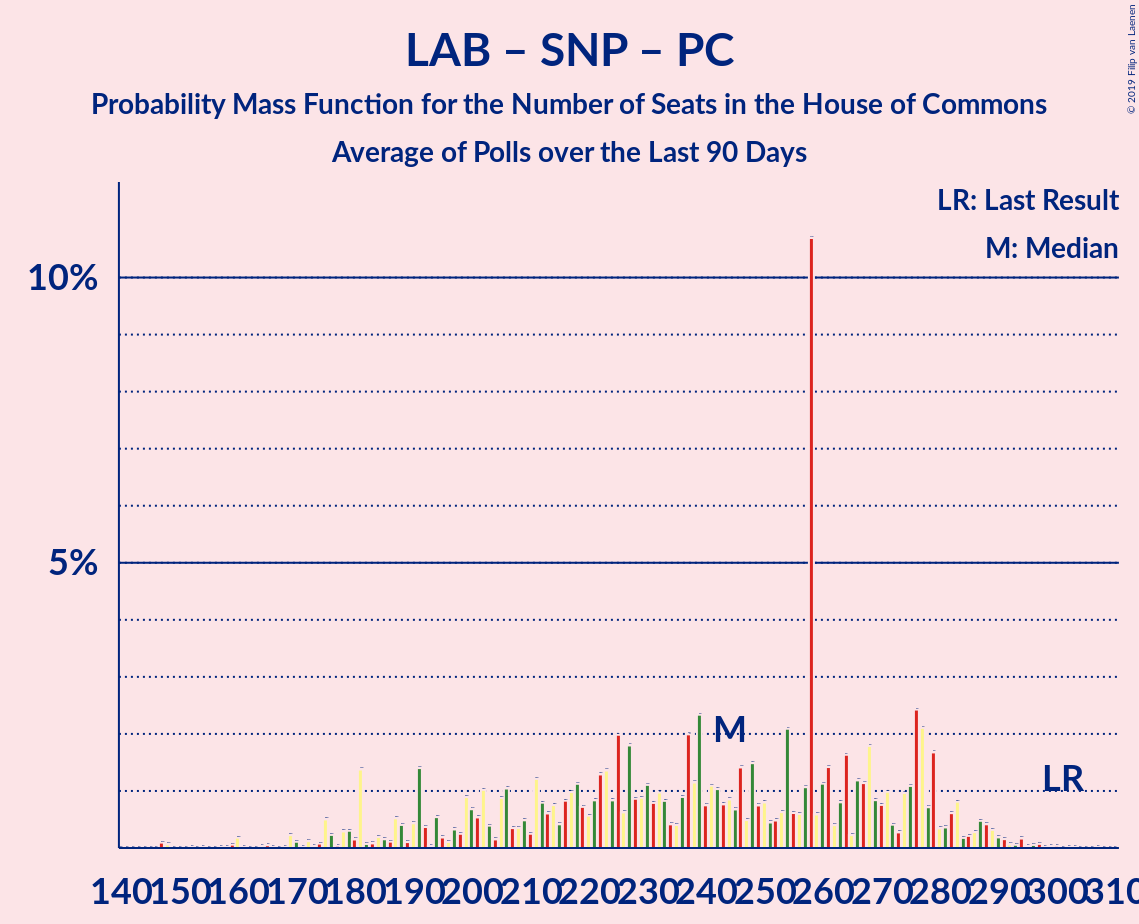 LAB – SNP – PC
Probability Mass Function for the Number of Seats in the House of Commons
Average of Polls over the Last 90 Days
© 2019 Filip van Laenen
LR: Last Result
M: Median
10%
5%
M
LR
140 150 160 170 180 190 200 210 220 230 240 250 260 270 280 290 300 310